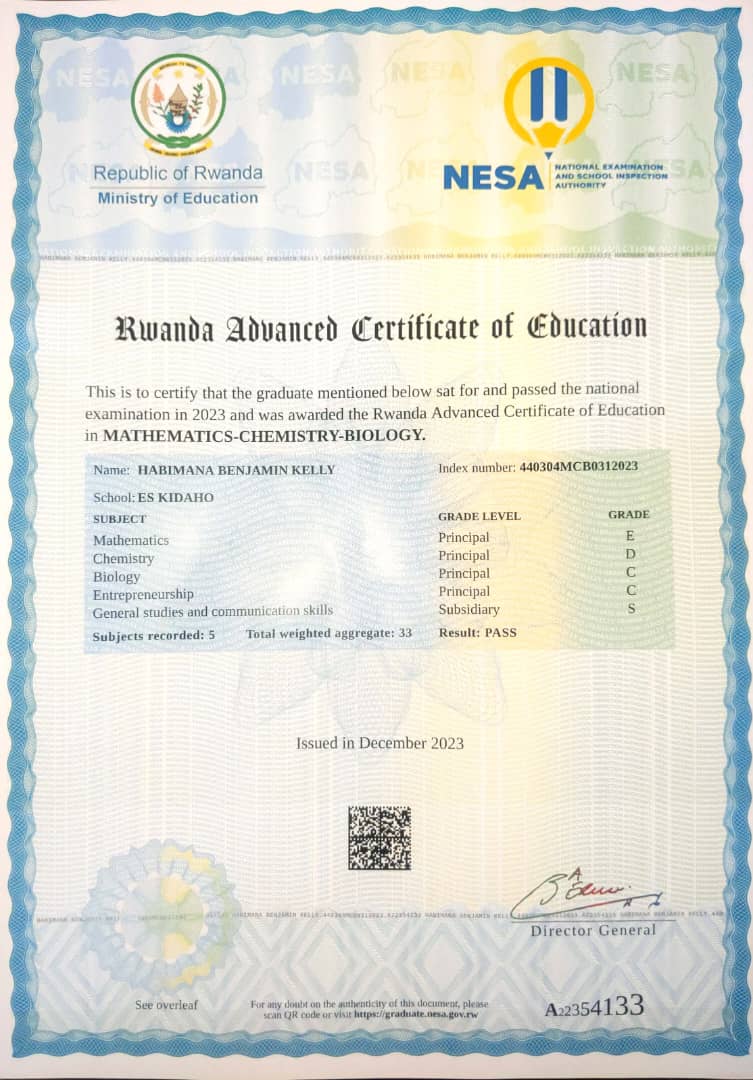 NESA NESA NESA NESA
Republic of Rwanda
Ministry of Education
NESA NATIONAL EXAMINATION
AND SCHOOL INSPECTION
AUTHORITY
Rwanda Advanced Certificate of Education
This is to certify that the graduate mentioned below sat for and passed the national
examination in 2023 and was awarded the Rwanda Advanced Certificate of Education
in MATHEMATICS-CHEMISTRY-BIOLOGY.
Name: HABIMANA BENJAMIN KELLY Index number: 440304MCB0312023
School: ES KIDAHO
SUBJECT GRADE LEVEL GRADE
Mathematics Principal E
Chemistry Principal D
Biology Principal C
Entrepreneurship Principal C
General studies and communication skills Subsidiary S
Subjects recorded: 5 Total weighted aggregate: 33 Result: PASS
Issued in December 2023
Director General
See overleaf
For any doubt on the authenticity of this document, please
scan QR code or visit https://graduate.nesa.gov.rw
A22354133